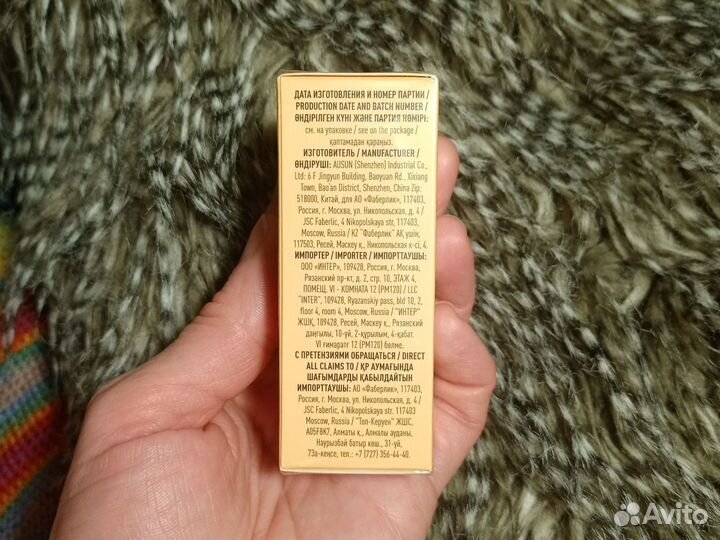 ДАТА ИЗГОТОВЛЕНИЯ И НОМЕР ПАРТИИ /
PRODUCTION DATE AND BATCH NUMBER /
ӨНДІРІЛГЕН КҮНІ ЖӘНЕ ПАРТИЯ НӨМІРІ:
см. на упаковке / see on the package /
қаптамадан қараңыз.
ИЗГОТОВИТЕЛЬ / MANUFACTURER /
ӨНДІРУШІ: AUSUN (Shenzhen) Industrial Co.,
Ltd: 6 F Jingyun Building, Baoyuan Rd., Xixiang
Town, Bao'an District, Shenzhen, China Zip:
518000, Китай, для АО «Фаберлик», 117403,
Россия, г. Москва, ул. Никопольская, д. 4 /
JSC Faberlic, 4 Nikopolskaya str, 117403,
Moscow, Russia / KZ "Фаберлик" АҚ үшін,
117503, Ресей, Мәскеу қ., Никопольская к-сі, 4.
ИМПОРТЕР / IMPORTER / ИМПОРТТАУШЫ:
ООО «ИНТЕР», 109428, Россия, г. Москва,
Рязанский пр-кт, д. 2, стр. 10, ЭТАЖ 4,
ПОМЕЩ. VI - КОМНАТА 12 (РМ120) / LLC
"INTER", 109428, Ryazanskiy pass, bld 10, 2,
floor 4, room 4, Moscow, Russia / "ИНТЕР"
ЖШҚ, 109428, Ресей, Мәскеу қ., Рязанский
даңғылы, 10-үй, 2-құрылым, 4-қабат.
VI ғимаратт 12 (РМ120) бөлме.
С ПРЕТЕНЗИЯМИ ОБРАЩАТЬСЯ / DIRECT
ALL CLAIMS TO / ҚР АУМАҒЫНДА
ШАҒЫМДАРДЫ ҚАБЫЛДАЙТЫН
ИМПОРТТАУШЫ: АО «Фаберлик», 117403,
Россия, г. Москва, ул. Никопольская, д. 4 /
JSC Faberlic, 4 Nikopolskaya str, 117403
Moscow, Russia / "Топ-Керуен" ЖШС,
A05F8K7, Алматы қ., Алмалы ауданы,
Наурызбай батыр көш., 31-үй,
73а-кеңсе, тел.: +7 (727) 356-44-40.
Avito